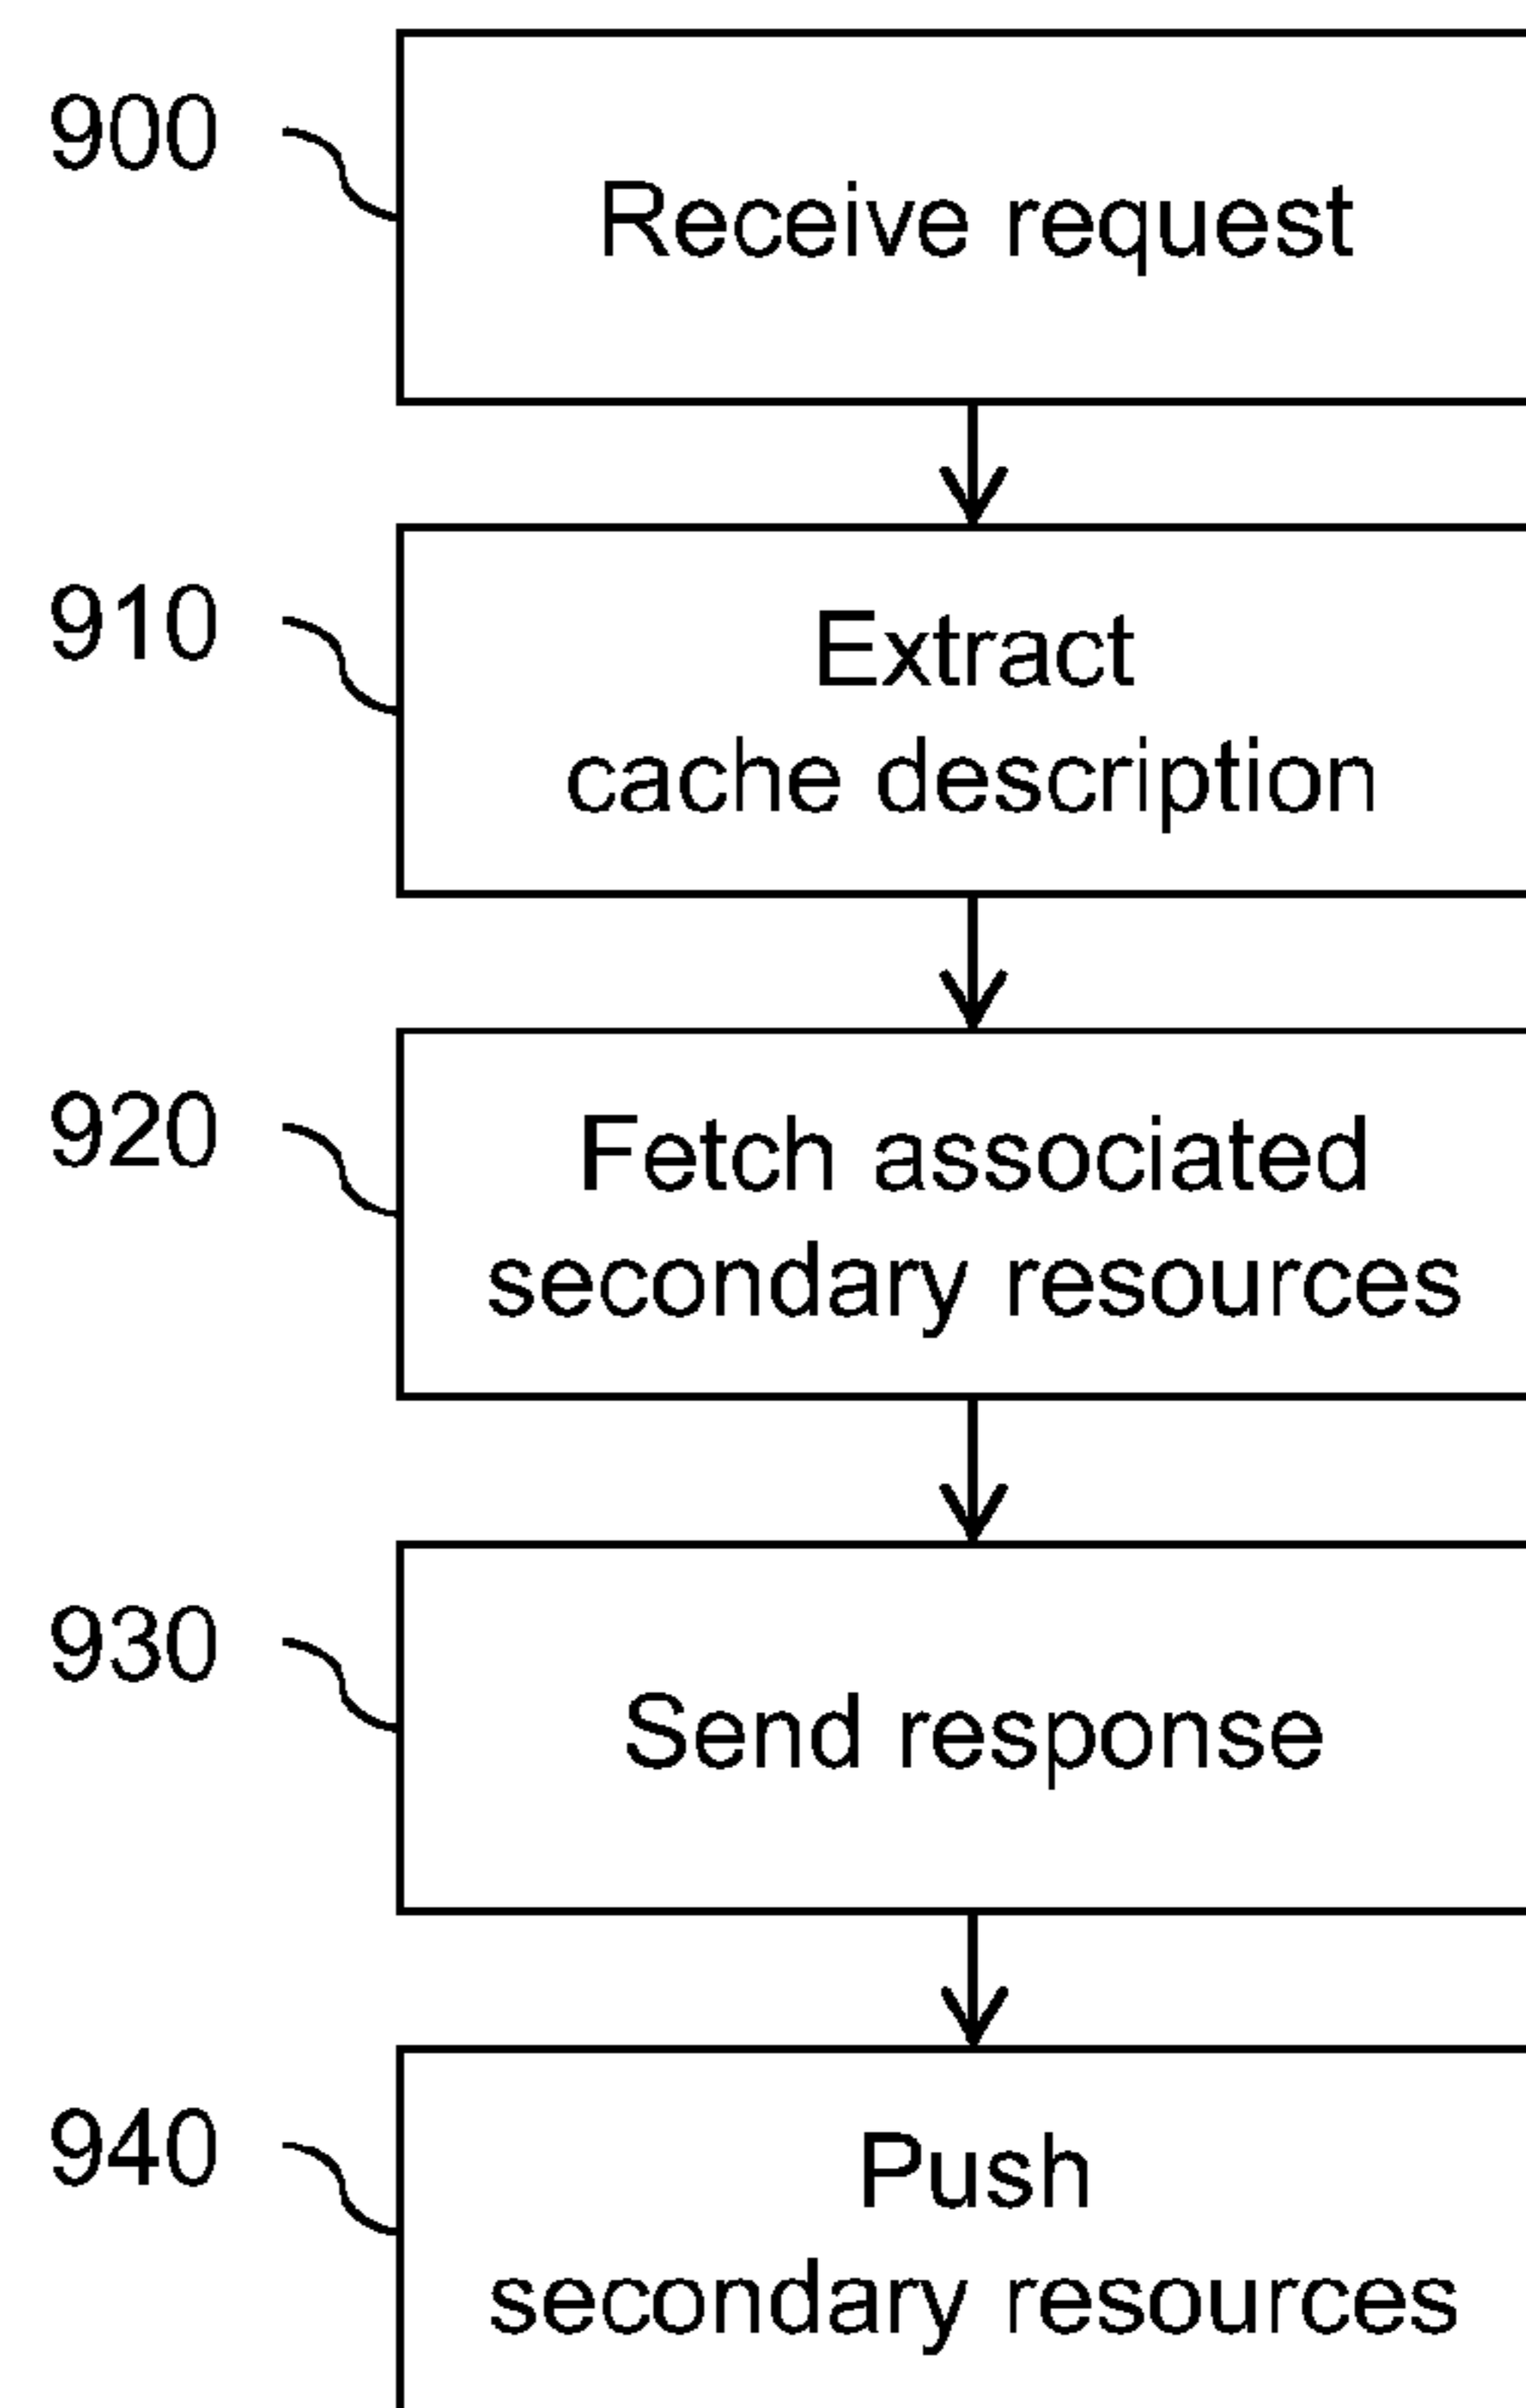 900
Receive request
910
Extract
cache description
920
Fetch associated
secondary resources
930
Send response
940
Push
secondary resources